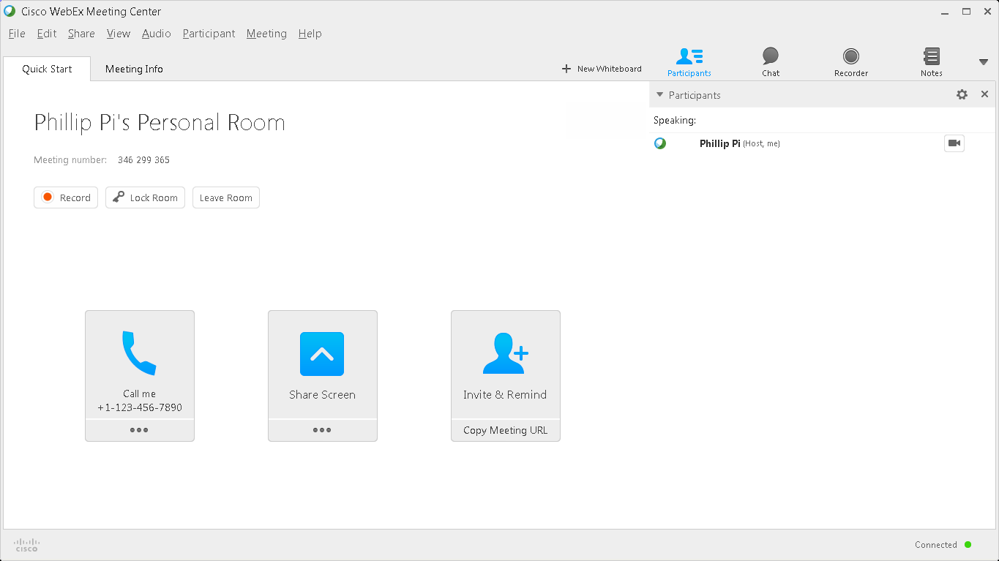 Cisco WebEx Meeting Center
File Edit Share View Audio Participant Meeting Help
Quick Start Meeting Info New Whiteboard Participants Chat Recorder Notes
Participants
Speaking:
Phillip Pi (Host, me)
Phillip Pi's Personal Room
Meeting number: 346 299 365
Record Lock Room Leave Room
Call me
+1-123-456-7890
Share Screen
Invite & Remind
Copy Meeting URL
cisco
Connected